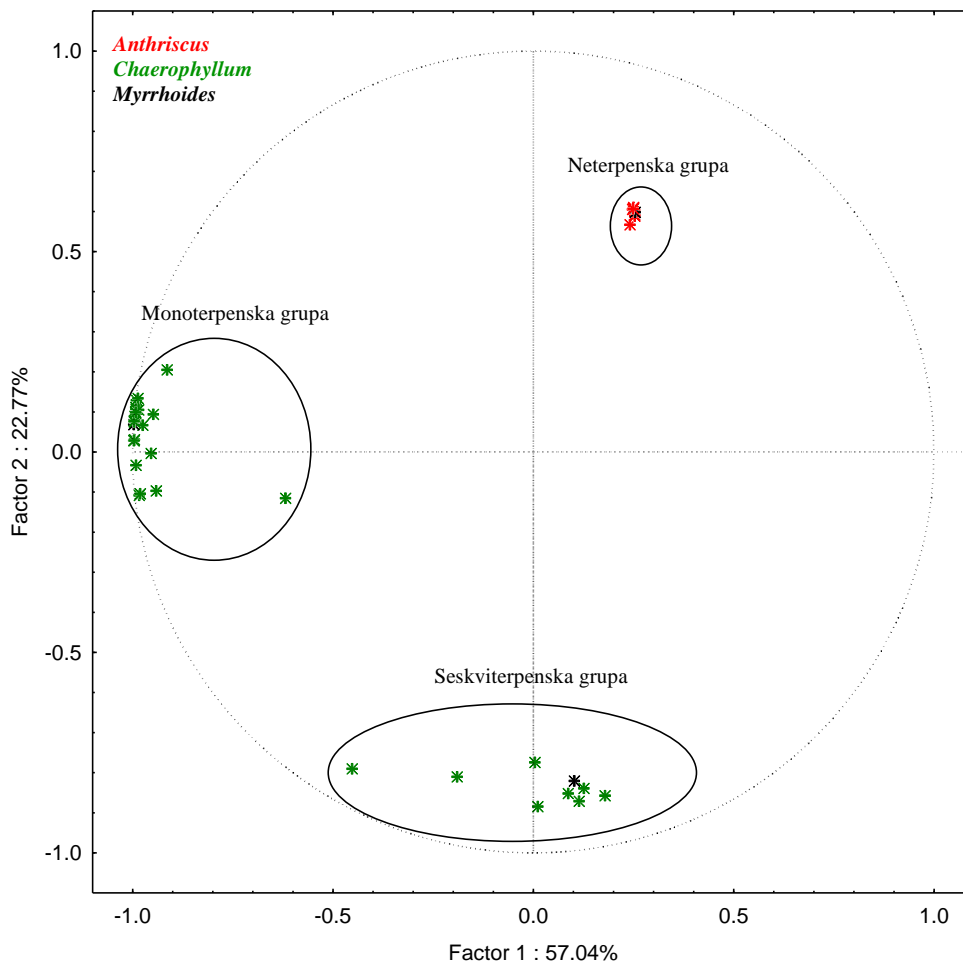 Anthriscus
Chaerophyllum
Myrrhoides
Neterpenska grupa
Monoterpenska grupa
Seskviterpenska grupa
1.0
0.5
0.0
-0.5
-1.0
Factor 2 : 22.77%
-1.0
-0.5
0.0
0.5
1.0
Factor 1 : 57.04%